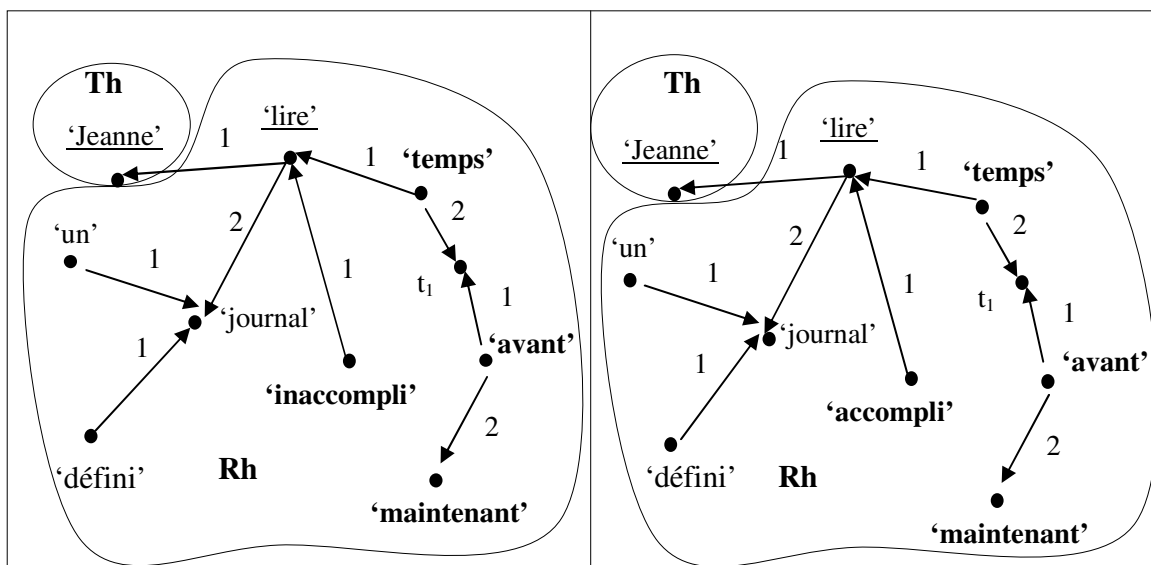 Th
‘Jeanne’
1
‘lire’
1
‘temps’
2
2
‘un’
1
1
t₁
1
‘journal’
1
‘avant’
‘inaccompli’
2
‘défini’
Rh
‘maintenant’
Th
‘Jeanne’
1
‘lire’
1
‘temps’
2
2
‘un’
1
1
t₁
1
‘journal’
1
‘avant’
‘accompli’
2
‘défini’
Rh
‘maintenant’